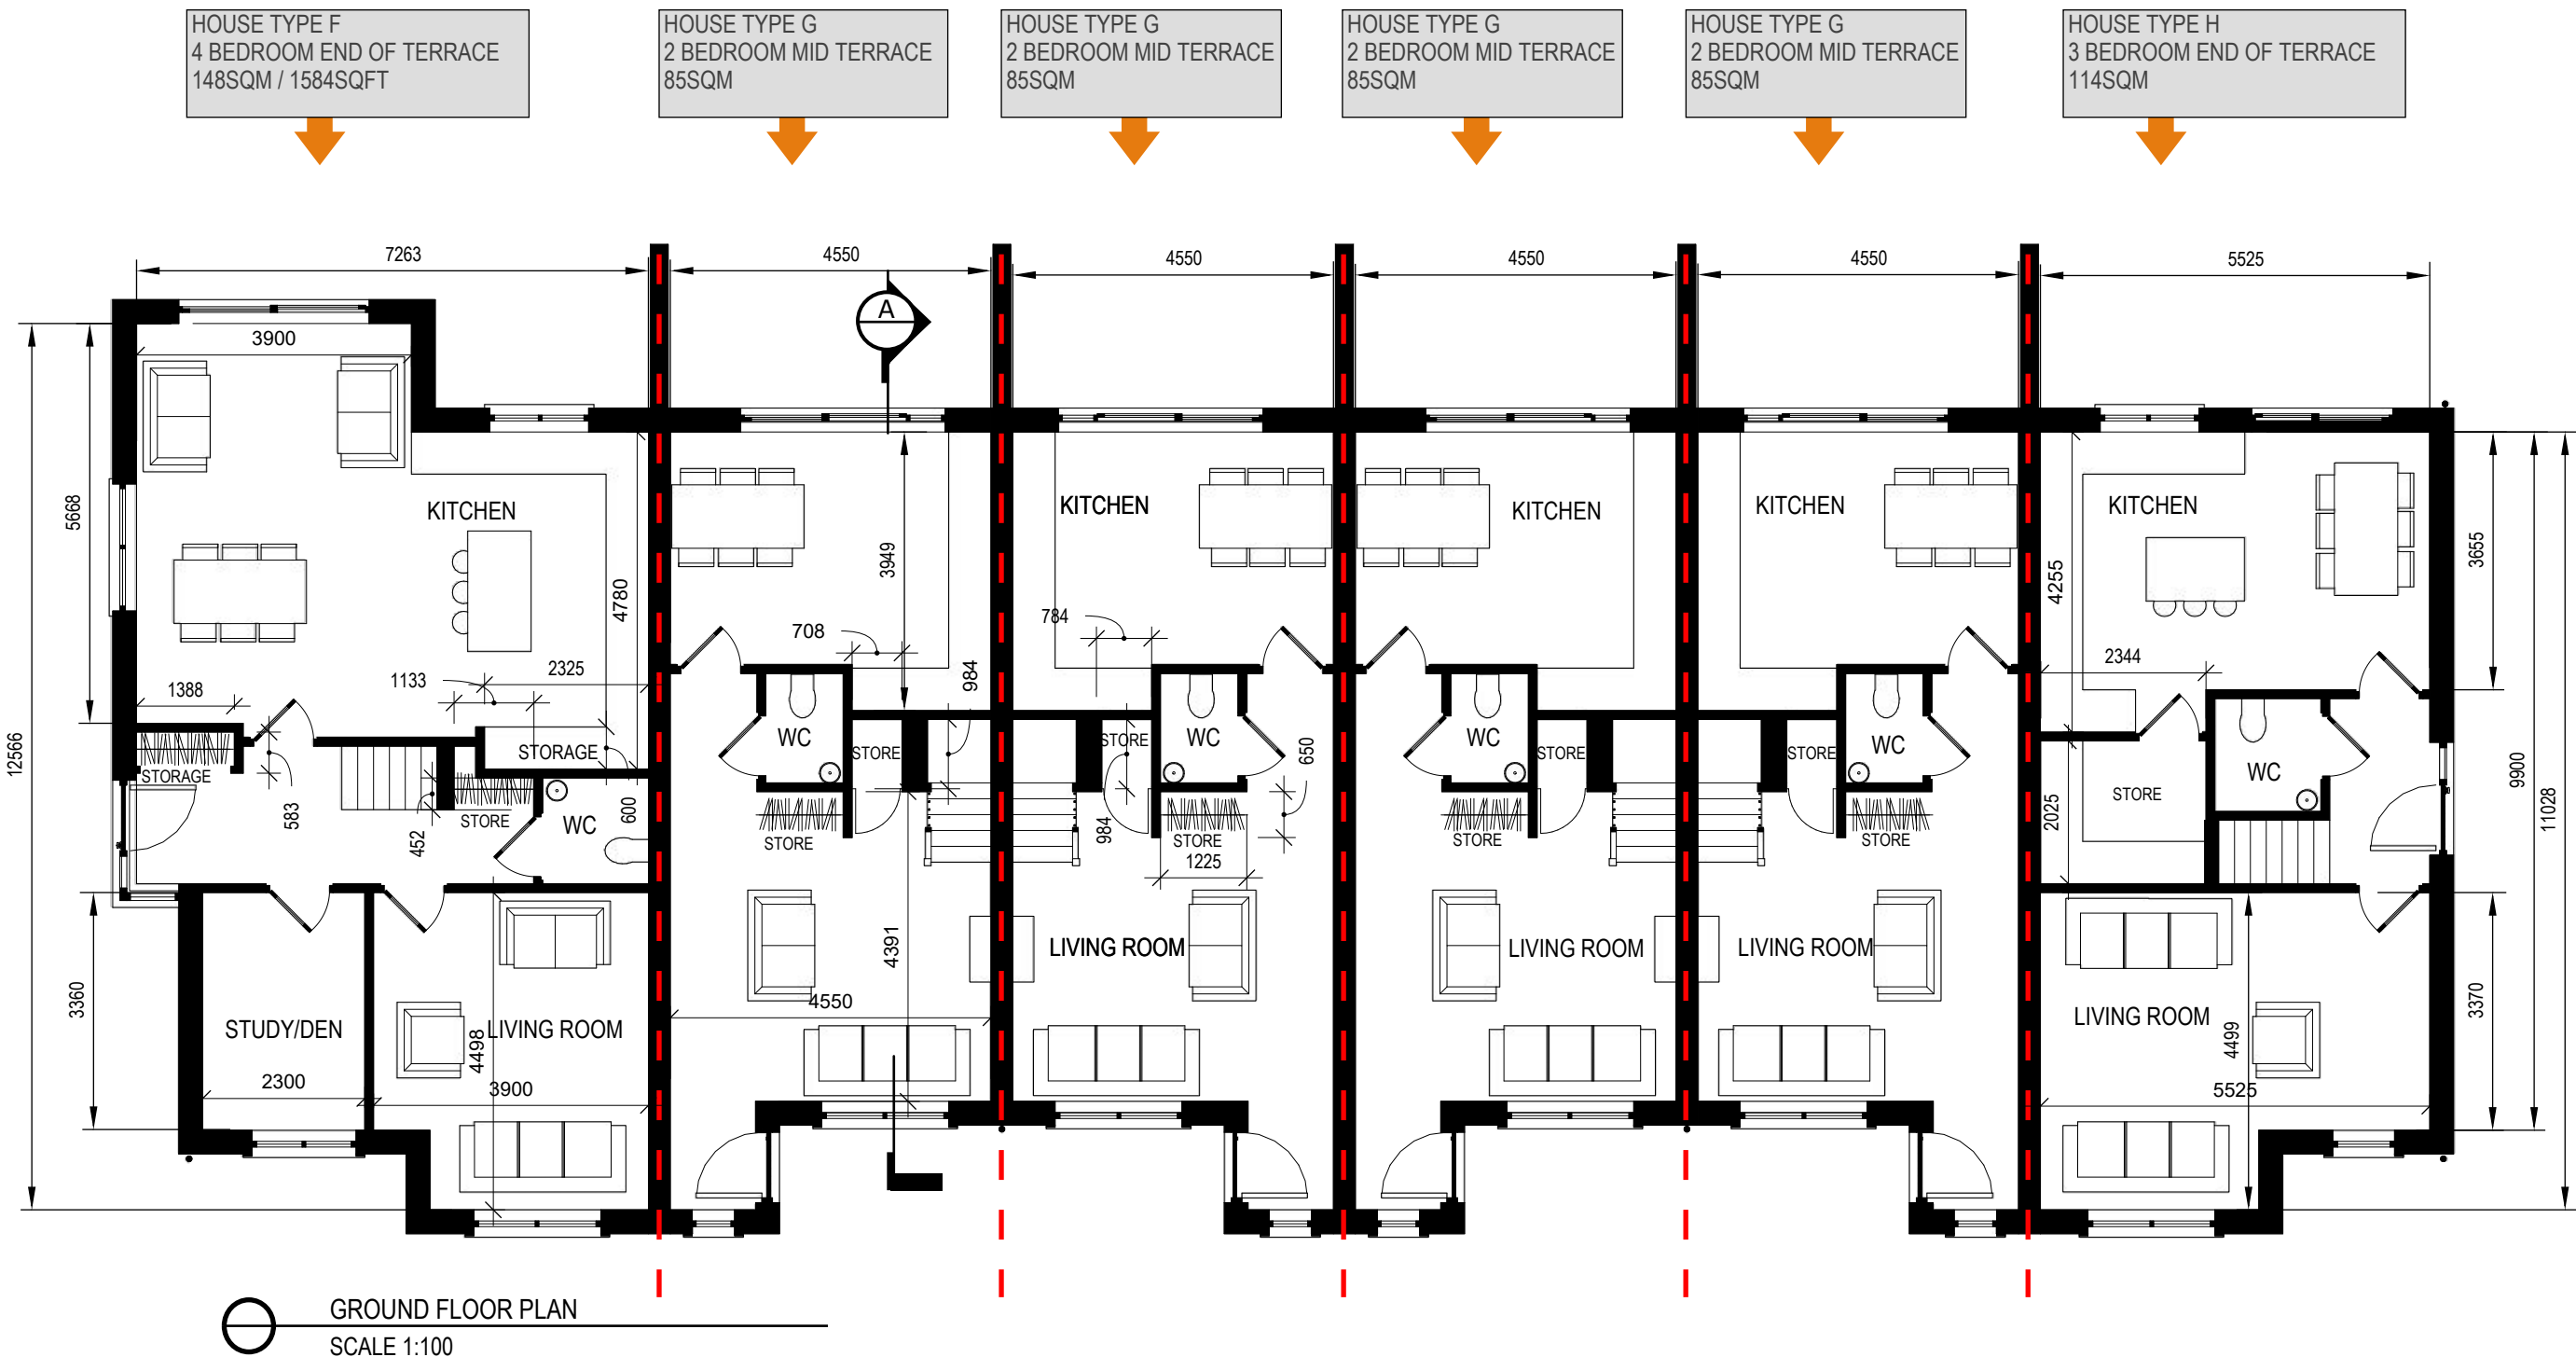 HOUSE TYPE F
4 BEDROOM END OF TERRACE
148SQM / 1584SQFT
HOUSE TYPE G
2 BEDROOM MID TERRACE
85SQM
HOUSE TYPE G
2 BEDROOM MID TERRACE
85SQM
HOUSE TYPE G
2 BEDROOM MID TERRACE
85SQM
HOUSE TYPE G
2 BEDROOM MID TERRACE
85SQM
HOUSE TYPE H
3 BEDROOM END OF TERRACE
114SQM
7263
4550
4550
4550
4550
5525
A
3900
12566
5668
KITCHEN
4780
1133
2325
1388
STORAGE
STORAGE
583
452
STORE
WC
600
3360
STUDY/DEN
2300
4498
LIVING ROOM
3900
3949
708
984
WC
STORE
STORE
4391
4550
KITCHEN
784
STORE
WC
650
984
STORE
1225
LIVING ROOM
KITCHEN
WC
STORE
STORE
LIVING ROOM
KITCHEN
STORE
WC
STORE
LIVING ROOM
KITCHEN
4255
2344
3655
WC
STORE
2025
9900
11028
LIVING ROOM
4499
5525
3370
GROUND FLOOR PLAN
SCALE 1:100